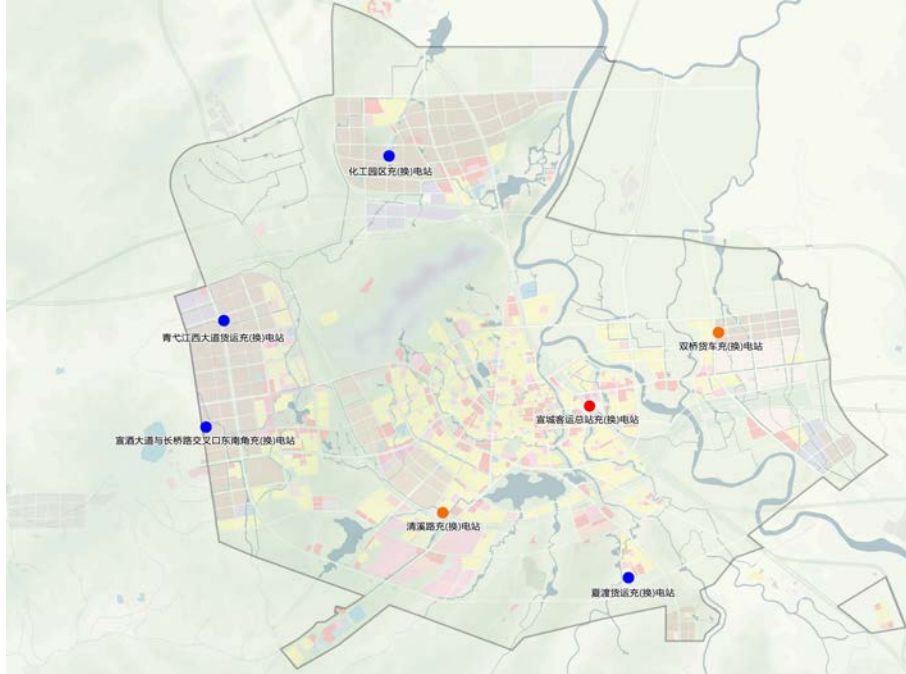 化工园区充(换)电站
青弋江西大道货运充(换)电站
双桥货车充(换)电站
宣城客运总站充(换)电站
宣酒大道与长桥路交叉口东南角充(换)电站
清溪路充(换)电站
夏渡货运充(换)电站